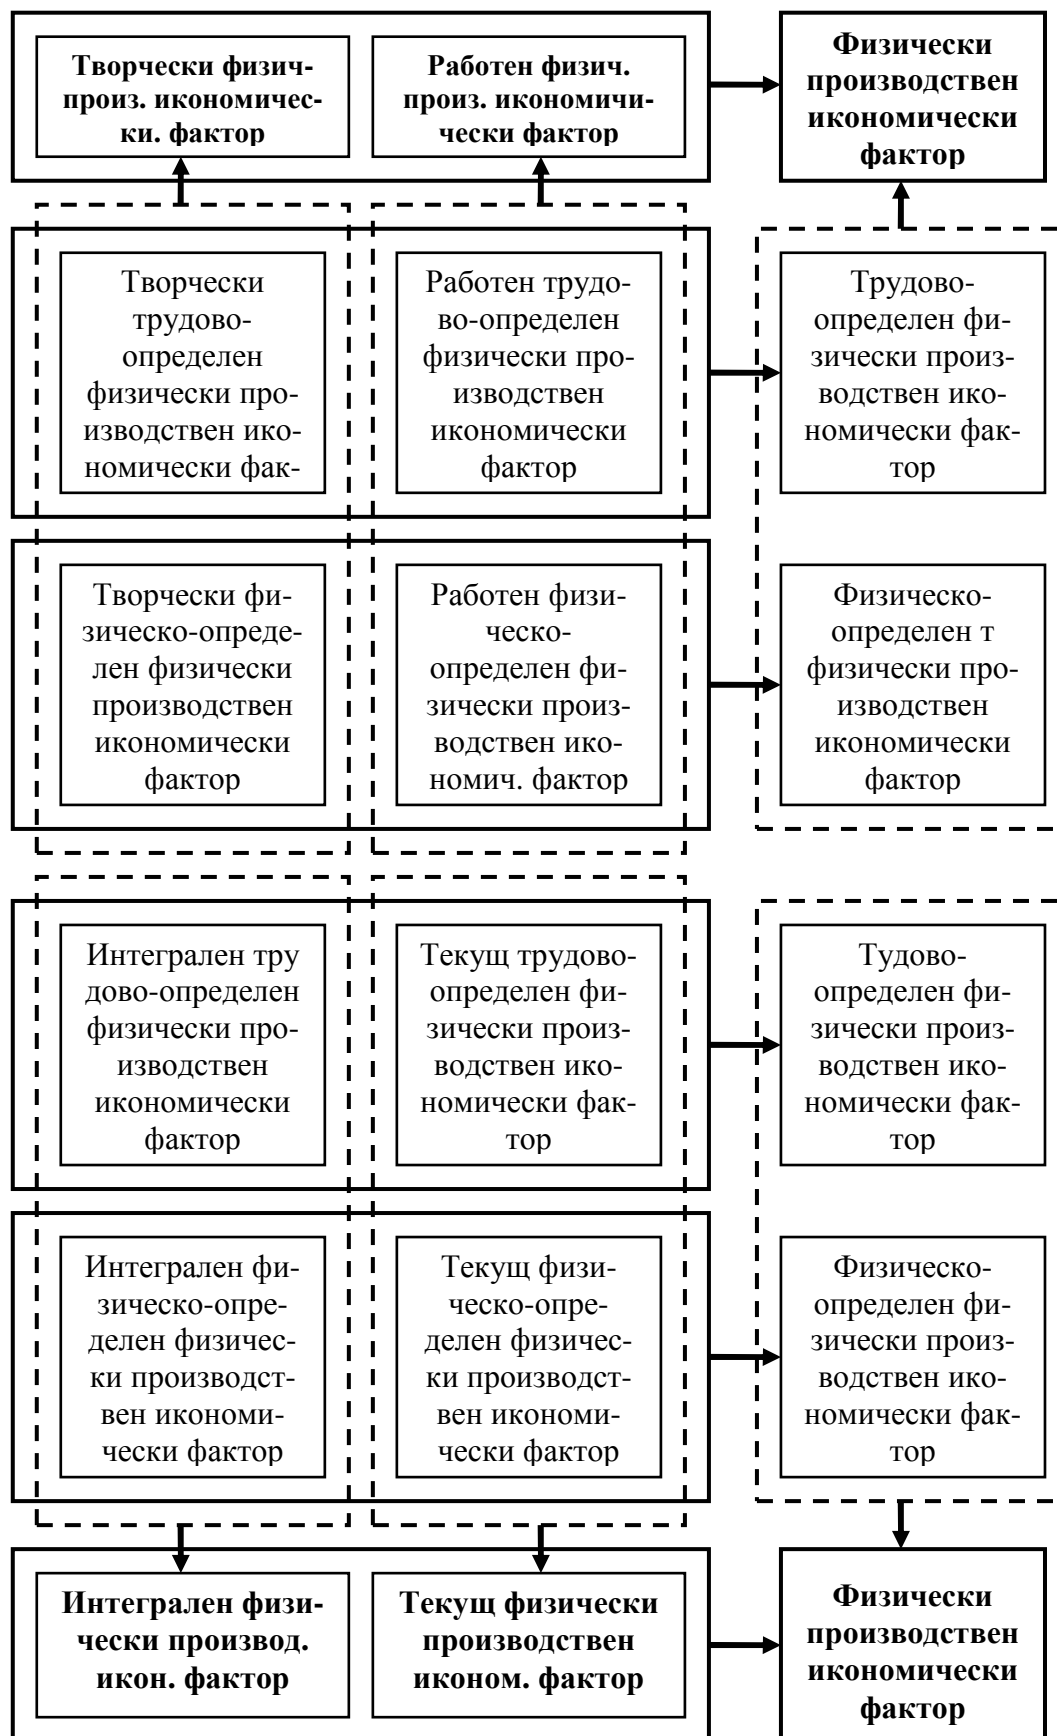 Творчески физич-
произ. икономичес-
ки. фактор
Работен физич.
произ. икономичи-
чески фактор
Физически
производствен
икономически
фактор
Творчески
трудово-
определен
физически про-
изводствен ико-
номически фак-
Работен трудо-
во-определен
физически про-
изводствен
икономически
фактор
Трудово-
определен фи-
зически произ-
водствен ико-
номически фак-
тор
Творчески фи-
зическо-опреде-
лен физически
производствен
икономически
фактор
Работен физи-
ческо-
определен фи-
зически произ-
водствен ико-
номич. фактор
Физическо-
определен т
физически про-
изводствен
икономически
фактор
Интегрален тру
дово-определен
физически про-
изводствен
икономически
фактор
Текущ трудово-
определен фи-
зически произ-
водствен ико-
номически фак-
тор
Тудово-
определен фи-
зически произ-
водствен ико-
номически фак-
тор
Интегрален фи-
зическо-опре-
делен физичес-
ки производст-
вен икономи-
чески фактор
Текущ физи-
ческо-опре-
делен физичес-
ки производст-
вен икономи-
чески фактор
Физическо-
определен фи-
зически произ-
водствен ико-
номически фак-
тор
Интегрален физи-
чески производ.
икон. фактор
Текущ физически
производствен
иконом. фактор
Физически
производствен
икономически
фактор